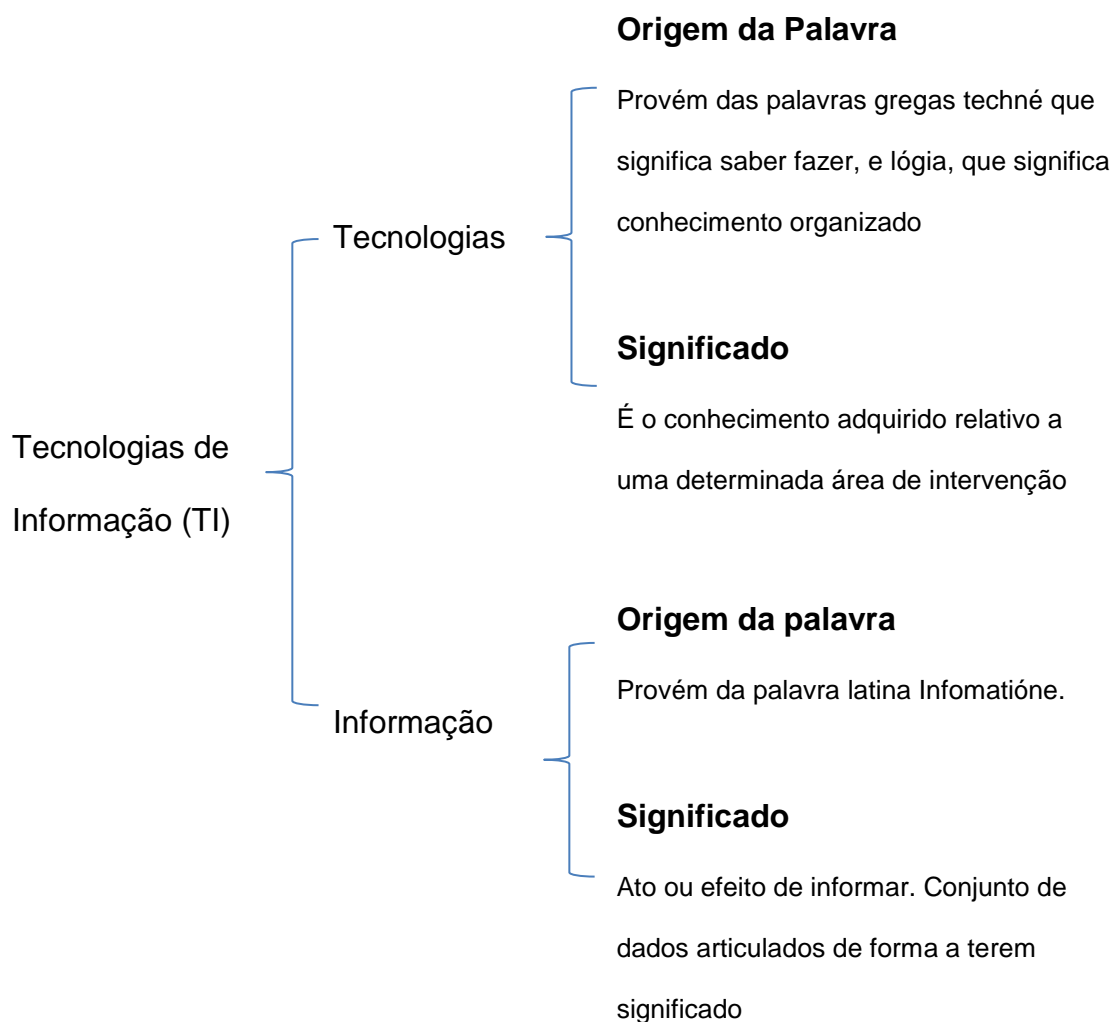 Tecnologias de
Informação (TI)
Tecnologias
Origem da Palavra
Provém das palavras gregas techné que
significa saber fazer, e lógia, que significa
conhecimento organizado
Significado
É o conhecimento adquirido relativo a
uma determinada área de intervenção
Informação
Origem da palavra
Provém da palavra latina Infomatióne.
Significado
Ato ou efeito de informar. Conjunto de
dados articulados de forma a terem
significado